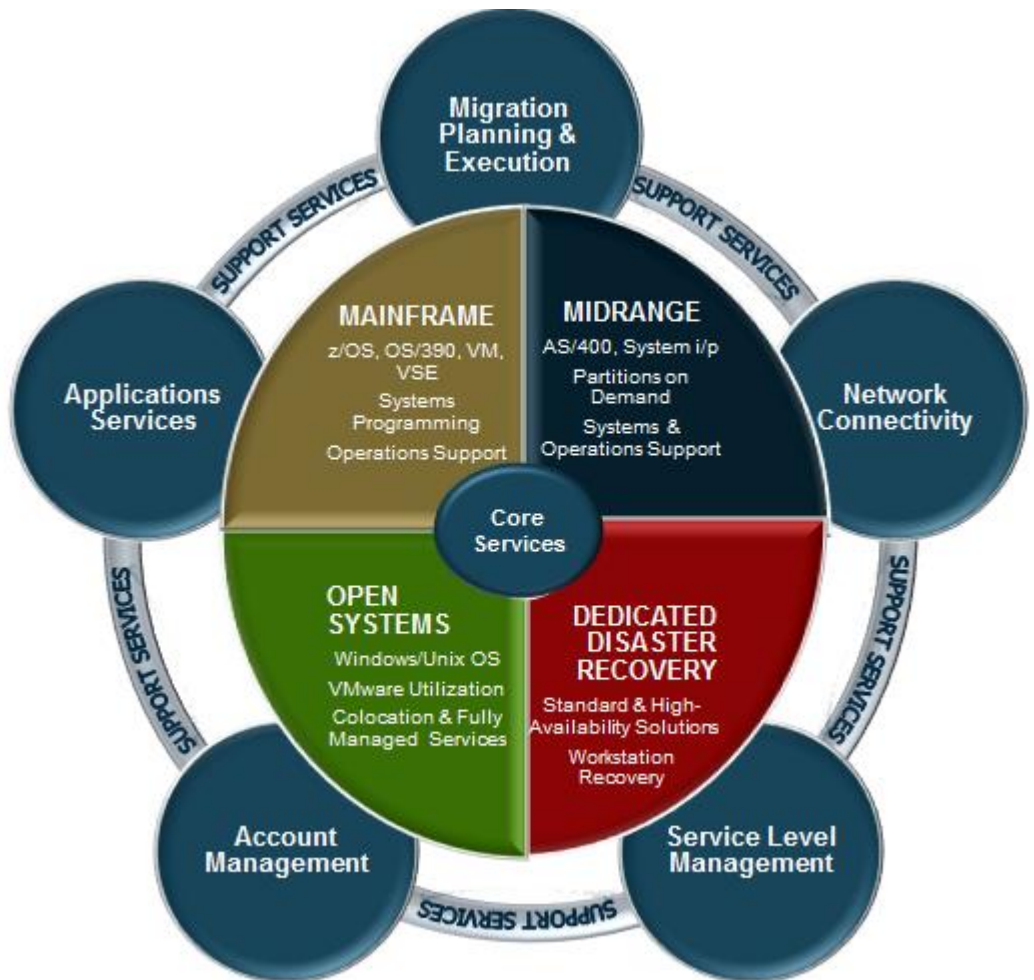 Migration
Planning &
Execution
SUPPORT SERVICES
SUPPORT SERVICES
MAINFRAME
z/OS, OS/390, VM,
VSE
Systems
Programming
Operations Support
MIDRANGE
AS/400, System i/p
Partitions on
Demand
Systems &
Operations Support
Applications
Services
Network
Connectivity
Core
Services
OPEN
SYSTEMS
Windows/Unix OS
VMware Utilization
Colocation & Fully
Managed Services
DEDICATED
DISASTER
RECOVERY
Standard & High-
Availability Solutions
Workstation
Recovery
SUPPORT SERVICES
SUPPORT SERVICES
Account
Management
Service Level
Management
SUPPORT SERVICES